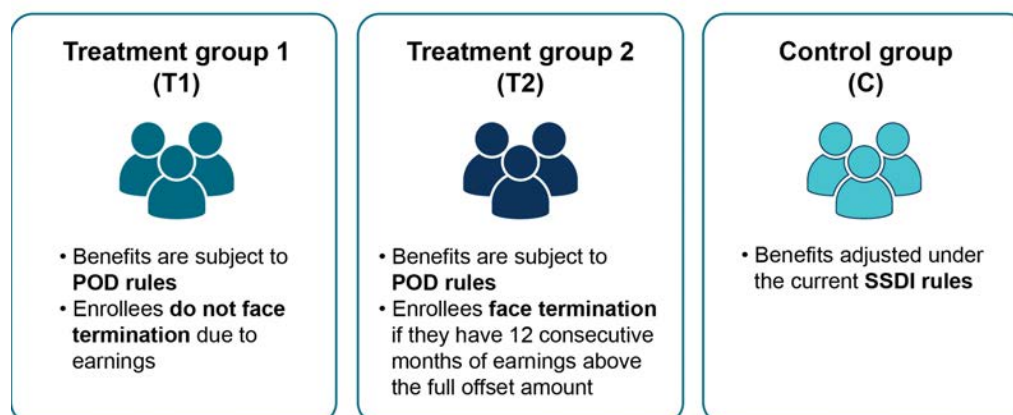 Treatment group 1
(T1)
• Benefits are subject to
POD rules
• Enrollees do not face
termination due to
earnings
Treatment group 2
(T2)
• Benefits are subject to
POD rules
• Enrollees face termination
if they have 12 consecutive
months of earnings above
the full offset amount
Control group
(C)
• Benefits adjusted under
the current SSDI rules